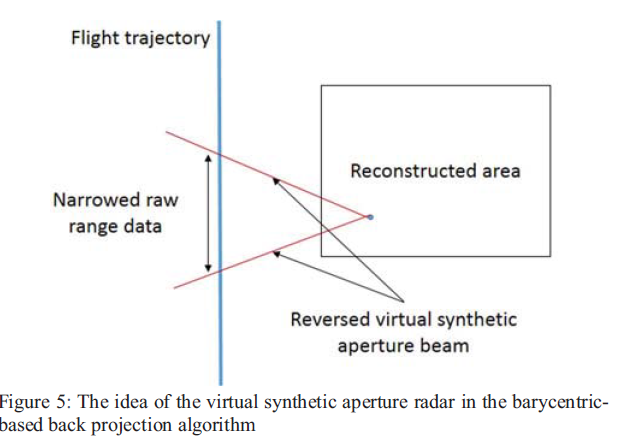 Flight trajectory
Reconstructed area
Narrowed raw
range data
Reversed virtual synthetic
aperture beam
Figure 5: The idea of the virtual synthetic aperture radar in the barycentric-
based back projection algorithm